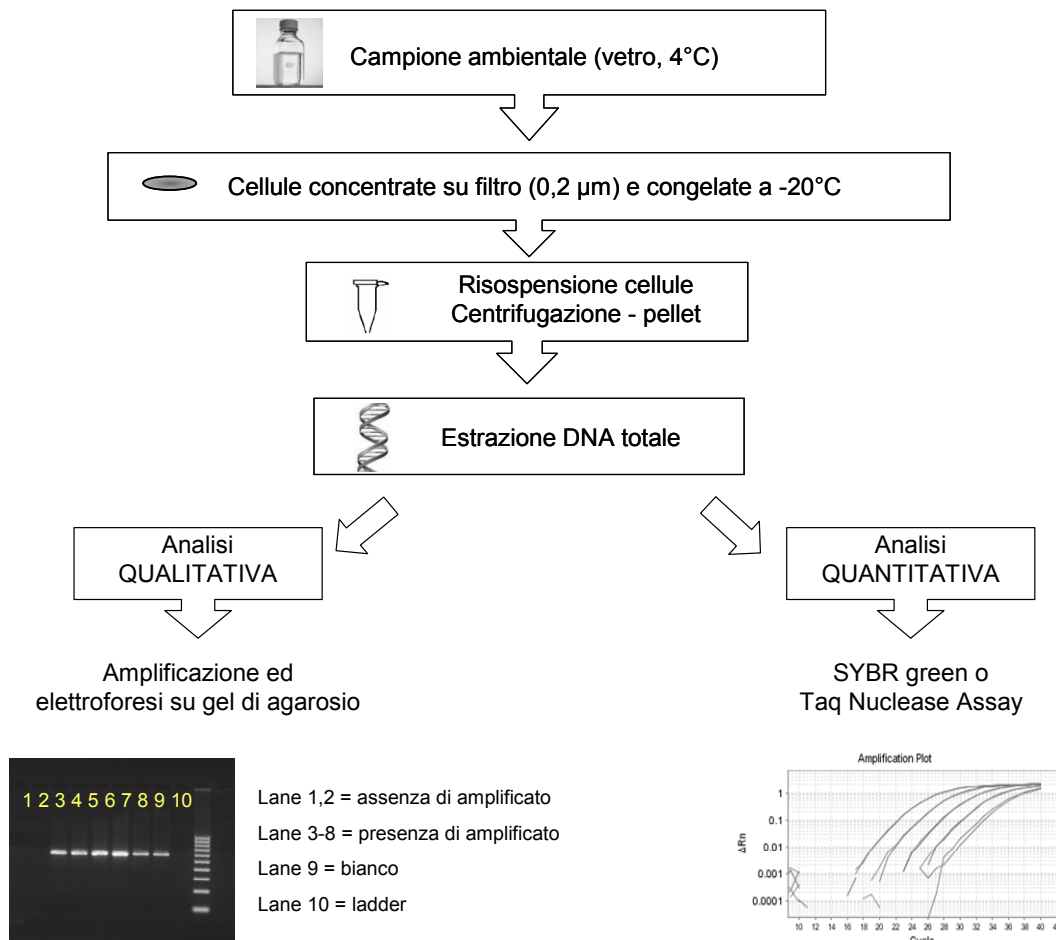 Campione ambientale (vetro, 4°C)
Cellule concentrate su filtro (0,2 µm) e congelate a -20°C
Risospensione cellule
Centrifugazione - pellet
Estrazione DNA totale
Analisi
QUALITATIVA
Analisi
QUANTITATIVA
Amplificazione ed
elettroforesi su gel di agarosio
SYBR green o
Taq Nuclease Assay
1 2 3 4 5 6 7 8 9 10
Lane 1,2 = assenza di amplificato
Lane 3-8 = presenza di amplificato
Lane 9 = bianco
Lane 10 = ladder
Amplification Plot
1
0.1
0.01
0.001
0.0001
ΔRn
10 12 14 16 18 20 22 24 26 28 30 32 34 36 38 40
Cycle